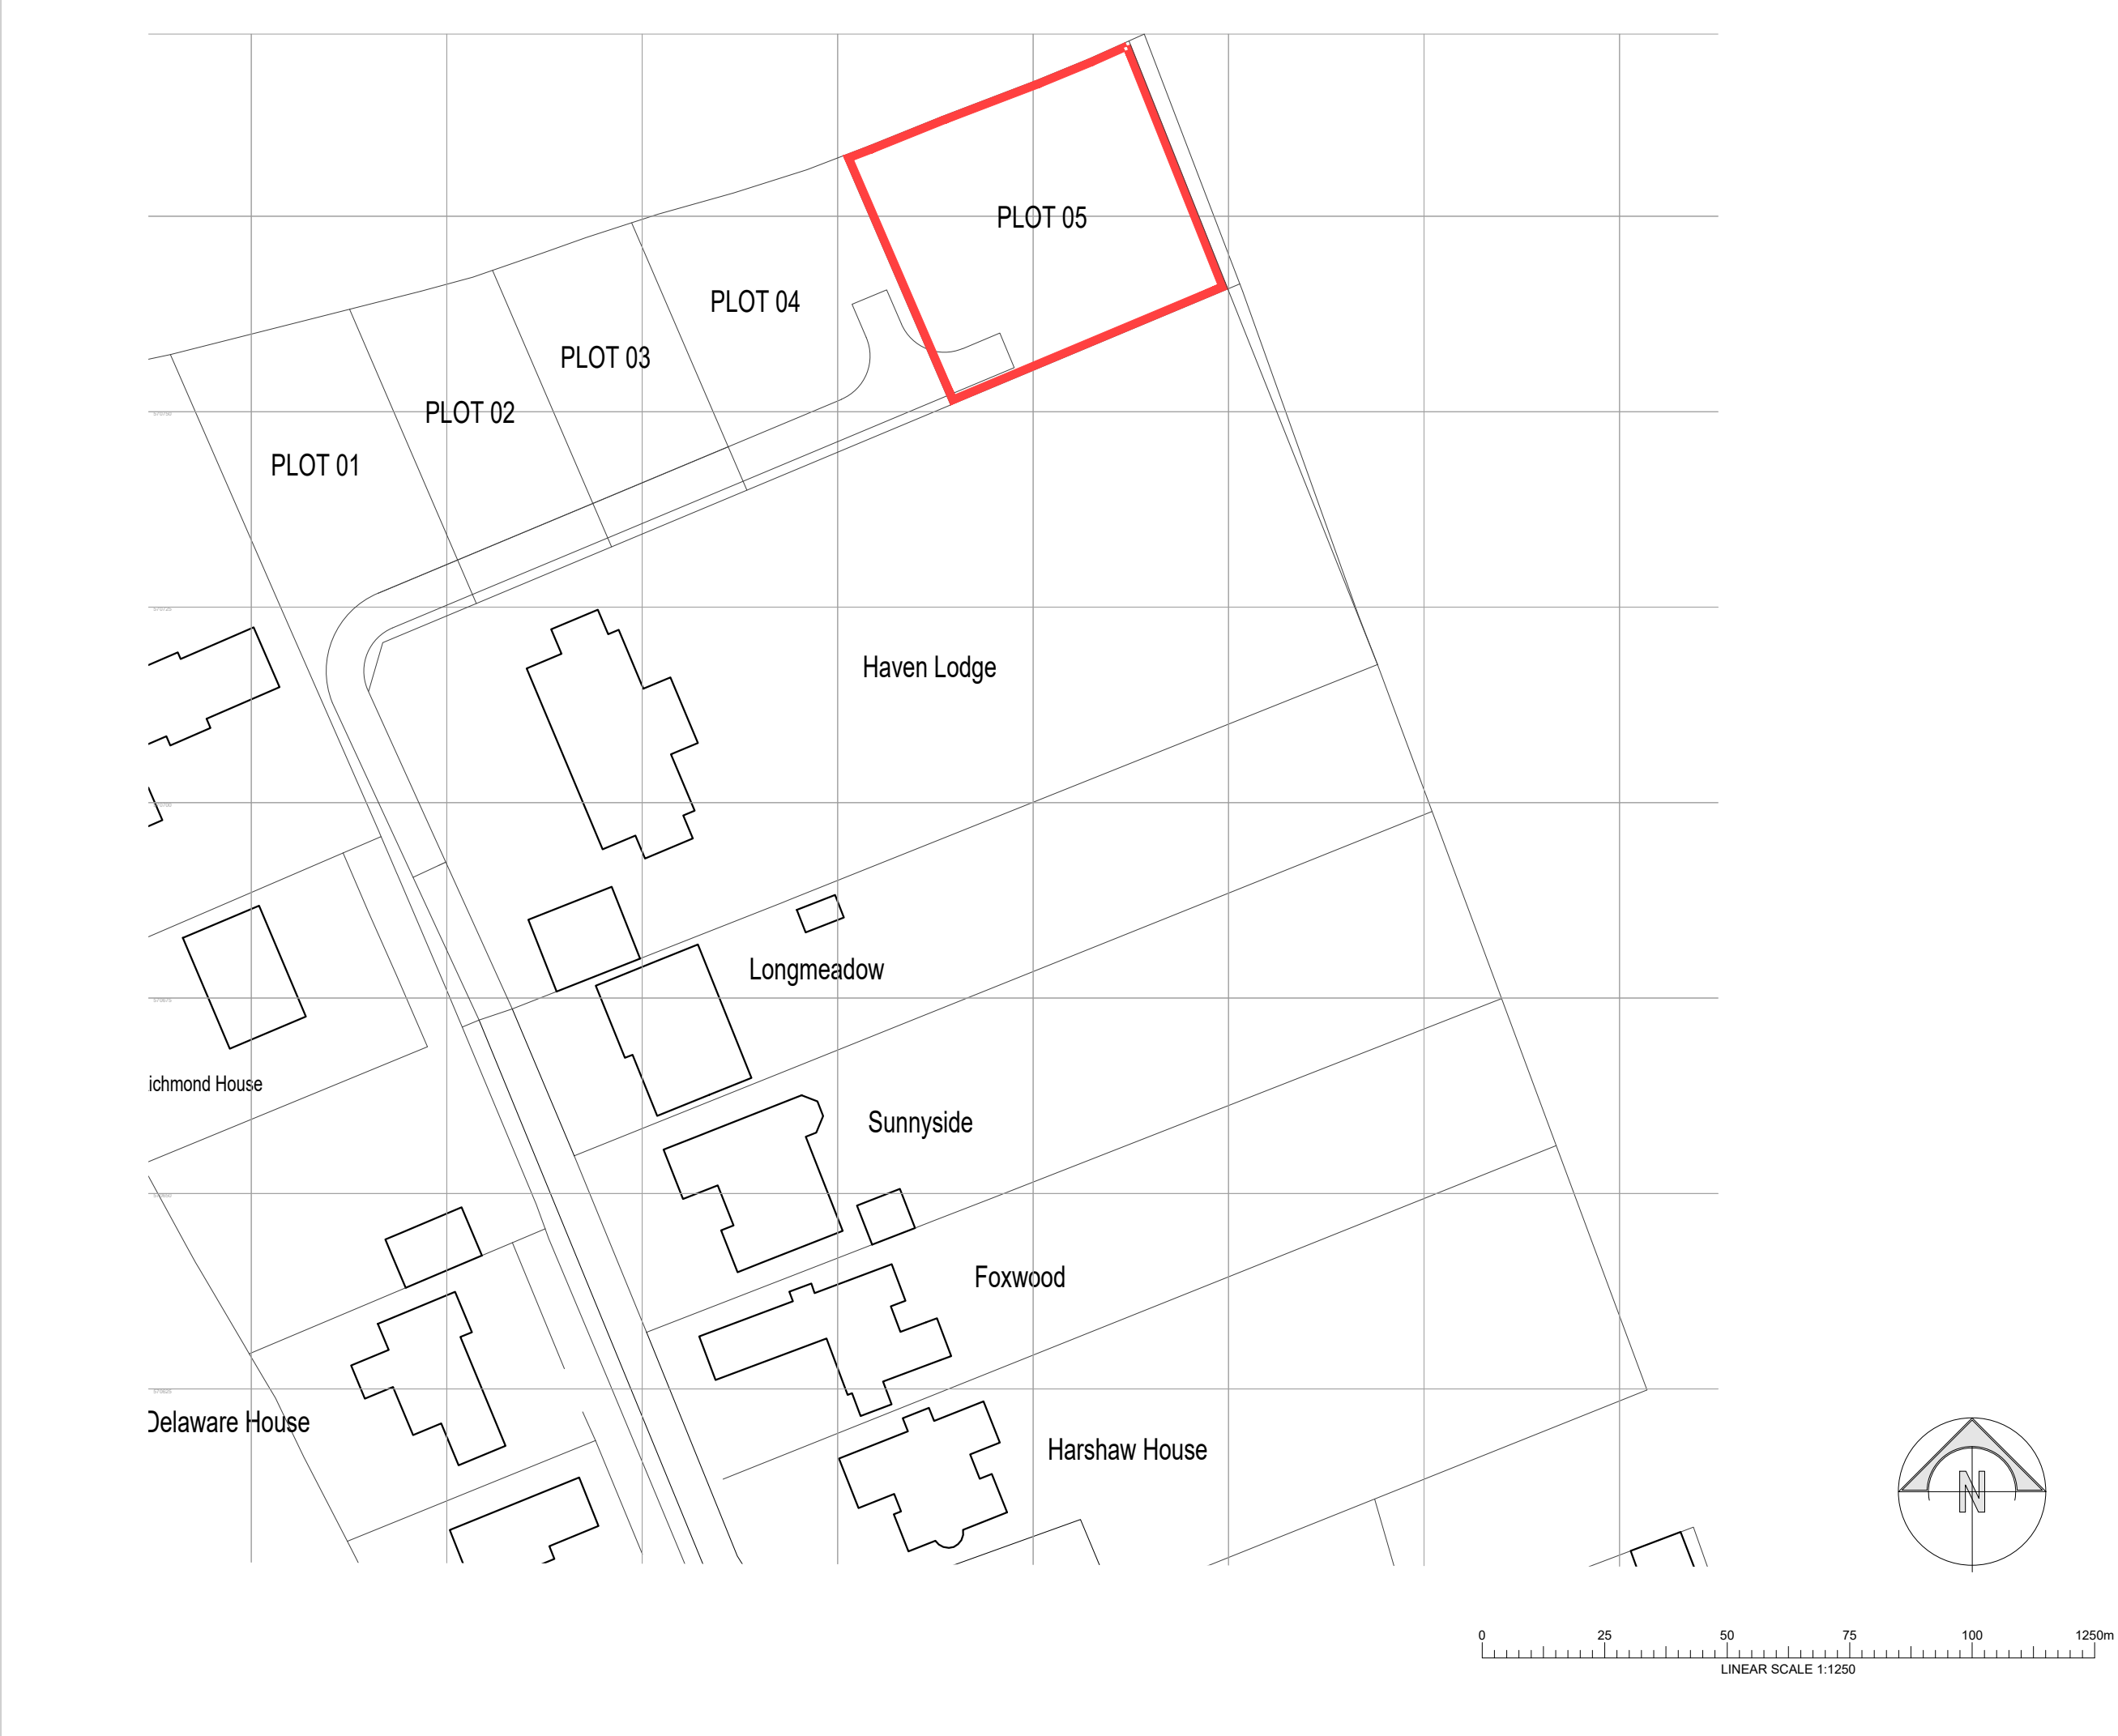 PLOT 05
PLOT 04
PLOT 03
PLOT 02
PLOT 01
Haven Lodge
Longmeadow
ichmond House
Sunnyside
Foxwood
Delaware House
Harshaw House
N
0 25 50 75 100 1250m
LINEAR SCALE 1:1250